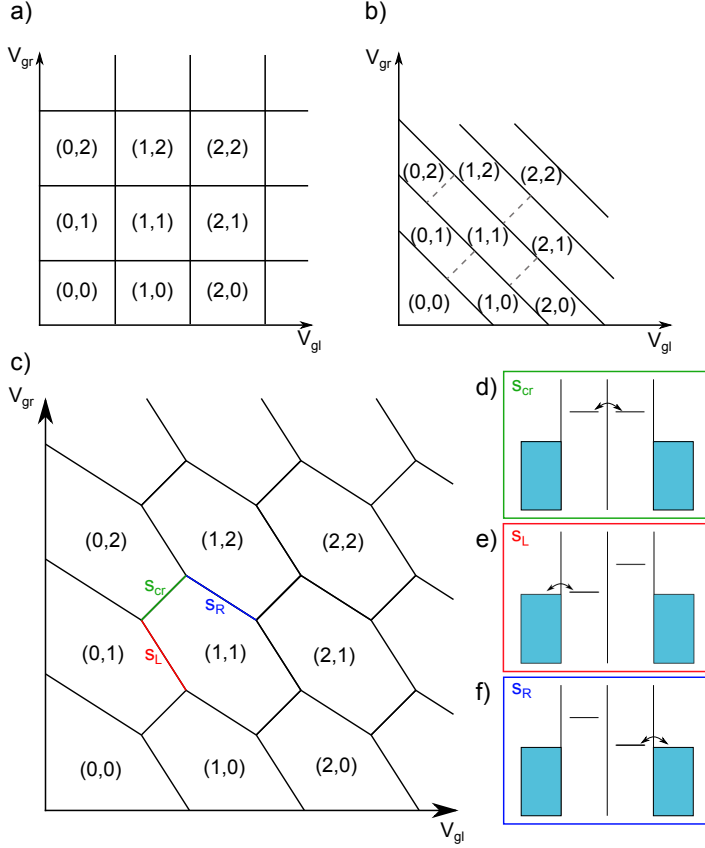 a)
V_gr
(0,2) (1,2) (2,2)
(0,1) (1,1) (2,1)
(0,0) (1,0) (2,0)
V_gl
b)
V_gr
(0,2) (1,2) (2,2)
(0,1) (1,1) (2,1)
(0,0) (1,0) (2,0)
V_gl
c)
V_gr
(0,2) (1,2) (2,2)
S_cr
S_R
(0,1) S_L (1,1) (2,1)
(0,0) (1,0) (2,0)
V_gl
d)
S_cr
e)
S_L
f)
S_R